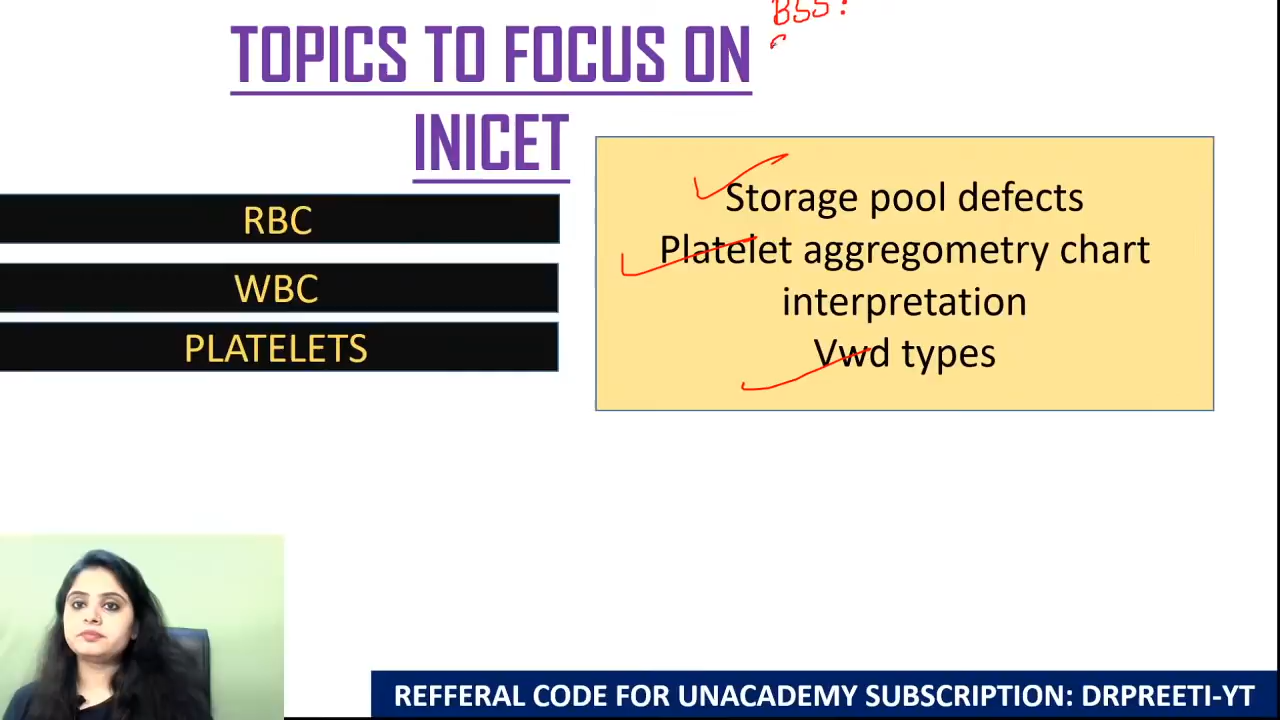 BSS?
TOPICS TO FOCUS ON
INICET
RBC
WBC
PLATELETS
Storage pool defects
Platelet aggregometry chart
interpretation
Vwd types
REFFERAL CODE FOR UNACADEMY SUBSCRIPTION: DRPREETI-YT